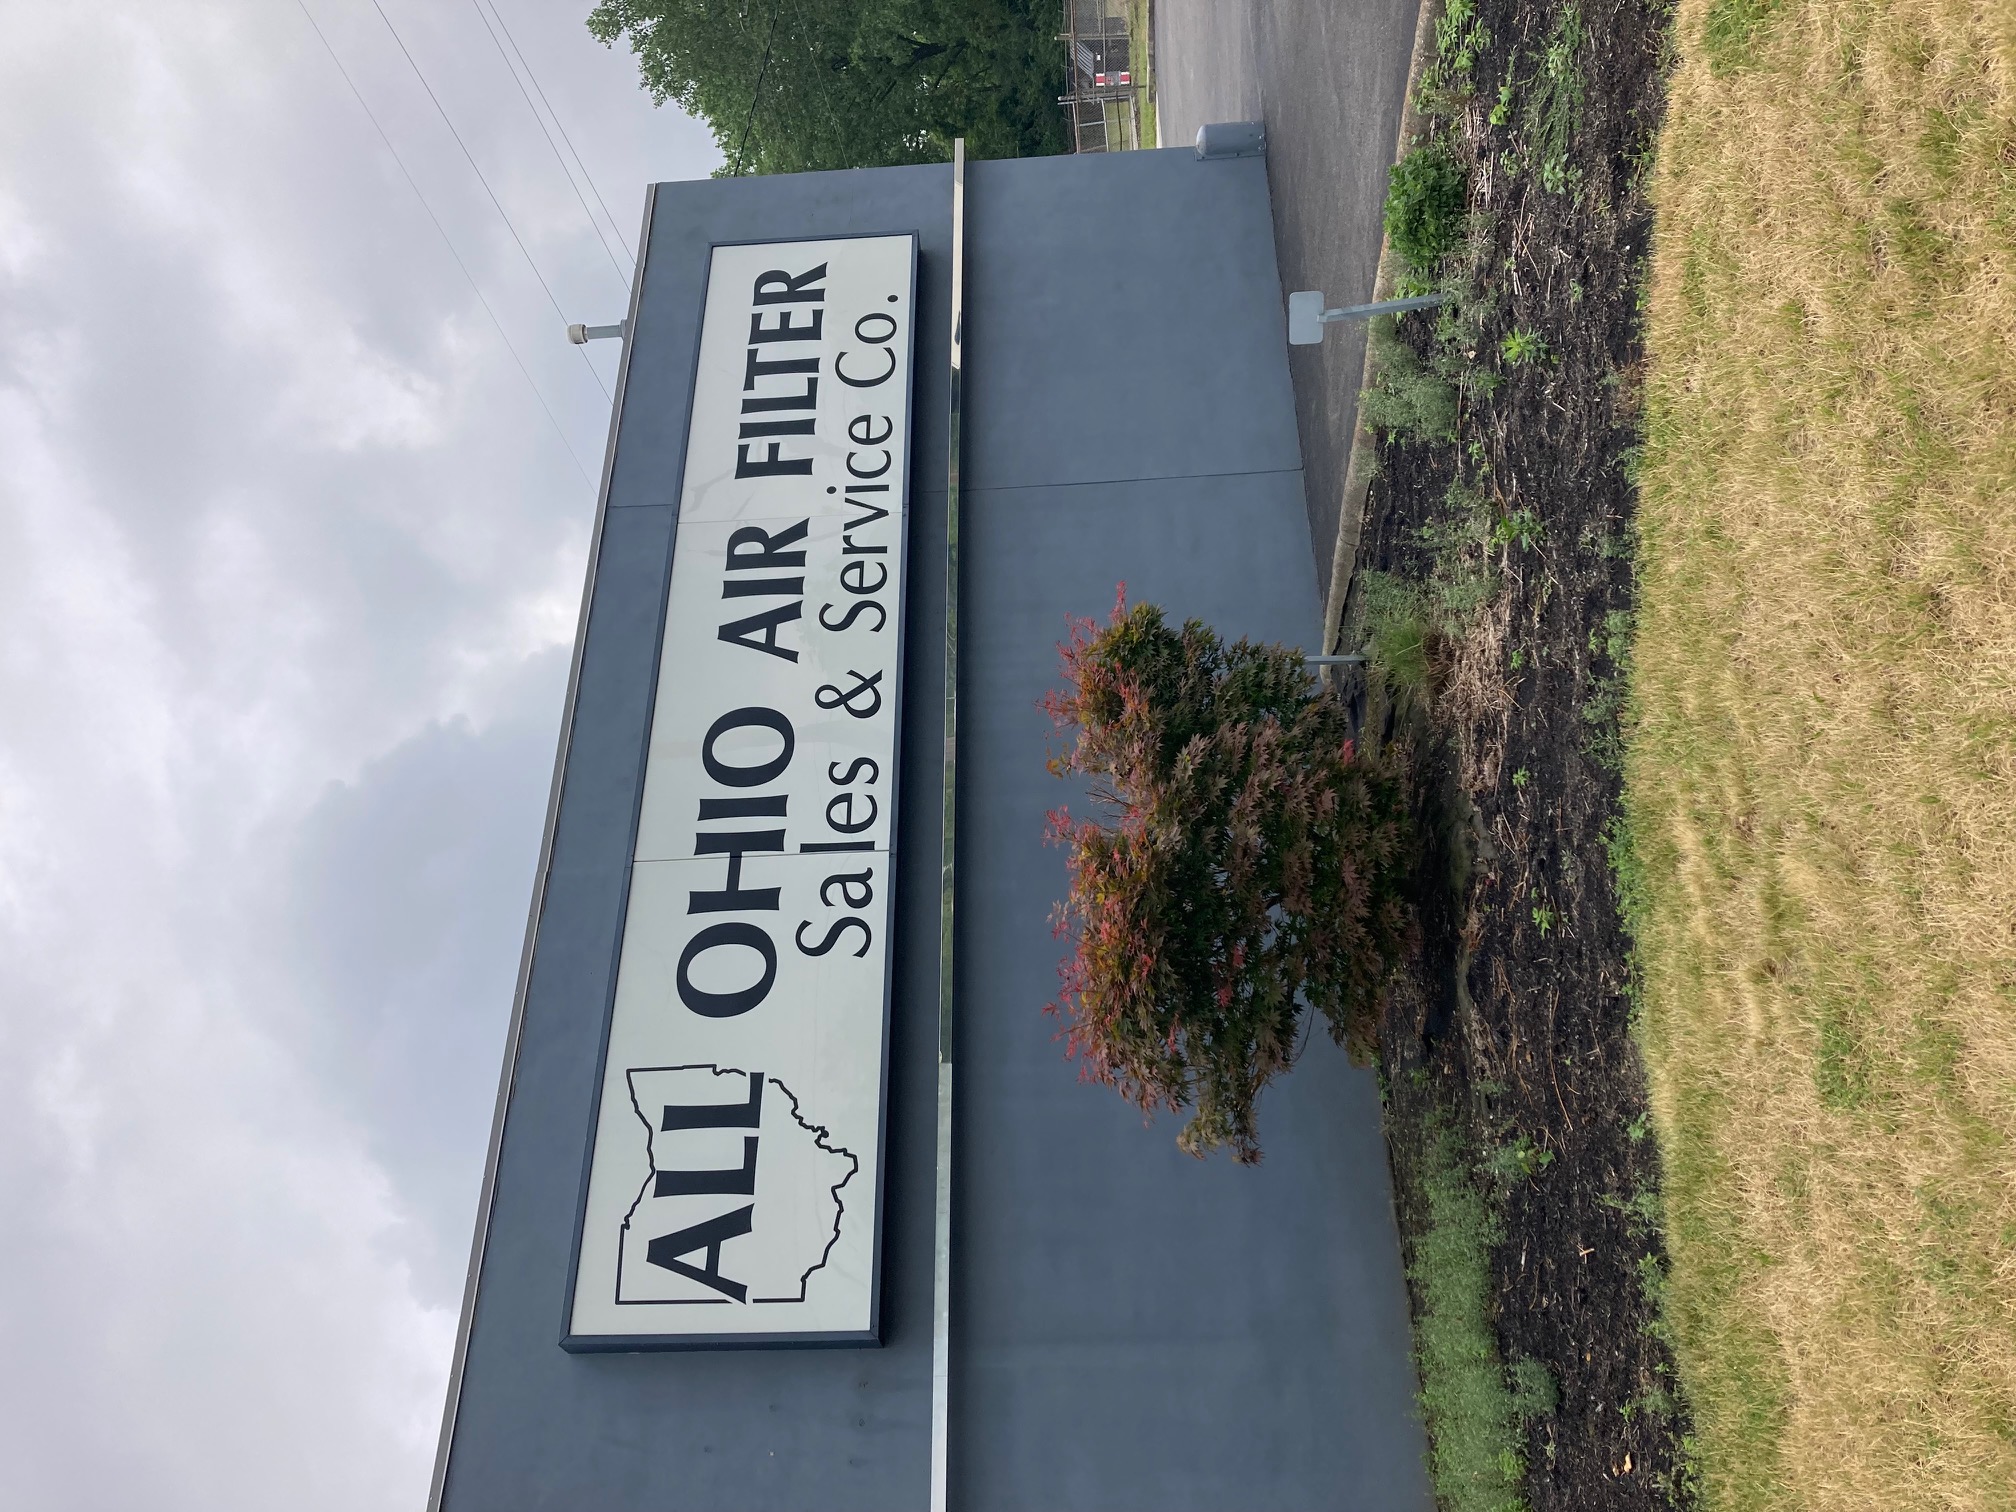 ALL OHIO AIR FILTER
Sales & Service Co.